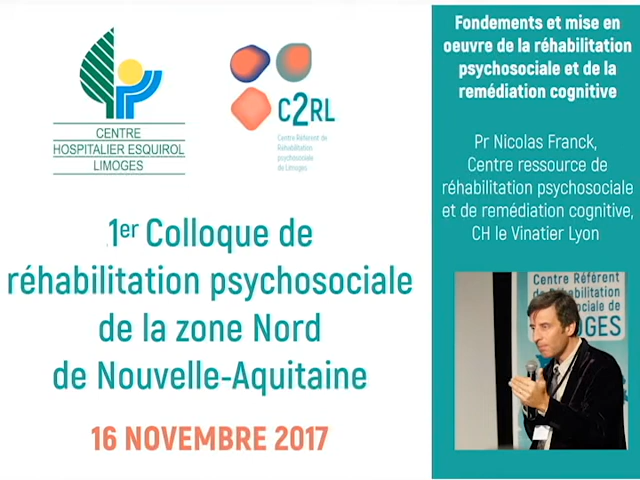 CENTRE
HOSPITALIER ESQUIROL
LIMOGES
C2RL
Centre Référent de
Réhabilitation
psychosociale
de Limoges
1er Colloque de
réhabilitation psychosociale
de la zone Nord
de Nouvelle-Aquitaine
16 NOVEMBRE 2017
Fondements et mise en
oeuvre de la réhabilitation
psychosociale et de la
remédiation cognitive
Pr Nicolas Franck,
Centre ressource de
réhabilitation psychosociale
et de remédiation cognitive,
CH le Vinatier Lyon
Centre Référent
de Réhabilitation
sociale de
LIMOGES